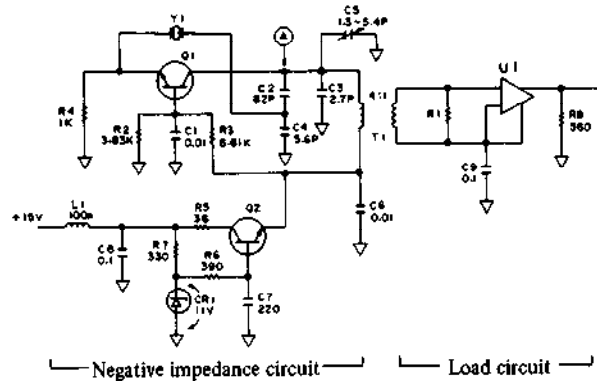 C5
1.3~5.4P
Y1
A
Q1
U1
R4
1K
C2
82P
C3
2.7P
4:1
R1
T1
R2
3.83K
C1
0.01
R3
6.81K
C4
5.6P
R8
560
C9
0.1
Q2
C6
0.01
+15V
L1
100μ
R5
36
C8
0.1
R7
330
R6
390
CR1
11V
C7
220
Negative impedance circuit
Load circuit